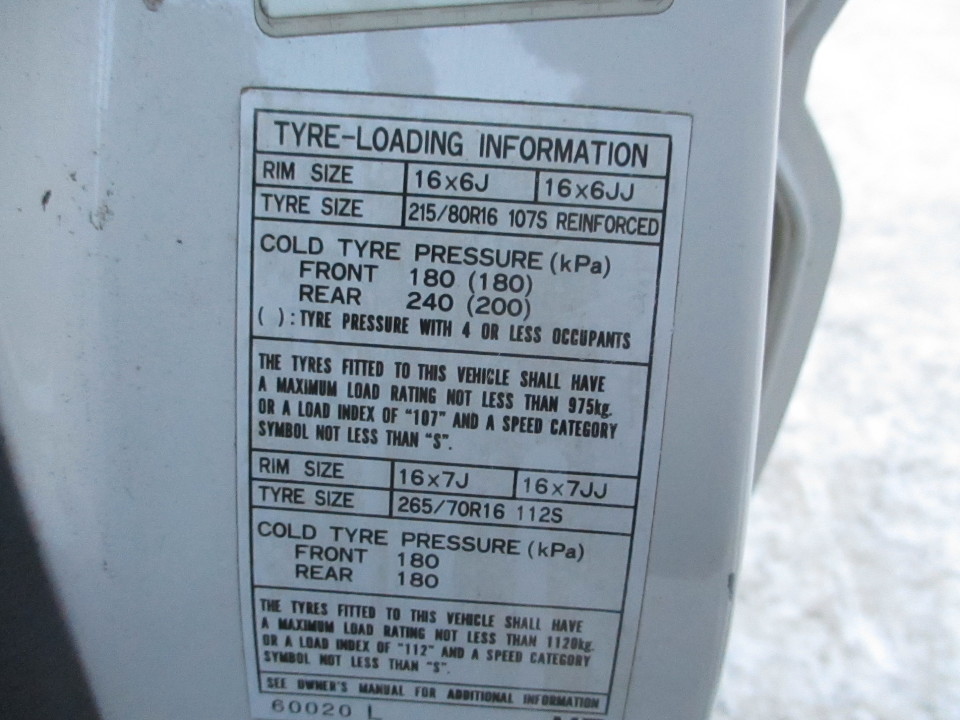 TYRE-LOADING INFORMATION
RIM SIZE 16x6J 16x6JJ
TYRE SIZE 215/80R16 107S REINFORCED
COLD TYRE PRESSURE (kPa)
FRONT 180 (180)
REAR 240 (200)
( ) : TYRE PRESSURE WITH 4 OR LESS OCCUPANTS
THE TYRES FITTED TO THIS VEHICLE SHALL HAVE
A MAXIMUM LOAD RATING NOT LESS THAN 975kg.
OR A LOAD INDEX OF "107" AND A SPEED CATEGORY
SYMBOL NOT LESS THAN "S".
RIM SIZE 16x7J 16x7JJ
TYRE SIZE 265/70R16 112S
COLD TYRE PRESSURE (kPa)
FRONT 180
REAR 180
THE TYRES FITTED TO THIS VEHICLE SHALL HAVE
A MAXIMUM LOAD RATING NOT LESS THAN 1120kg.
OR A LOAD INDEX OF "112" AND A SPEED CATEGORY
SYMBOL NOT LESS THAN "S".
SEE OWNER'S MANUAL FOR ADDITIONAL INFORMATION
60020 L